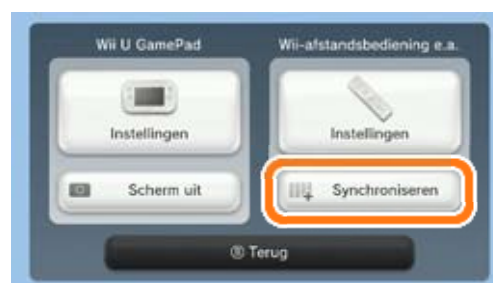 Wii U GamePad
Wii-afstandsbediening e.a.
Instellingen
Instellingen
Scherm uit
Synchroniseren
Ⓑ Terug